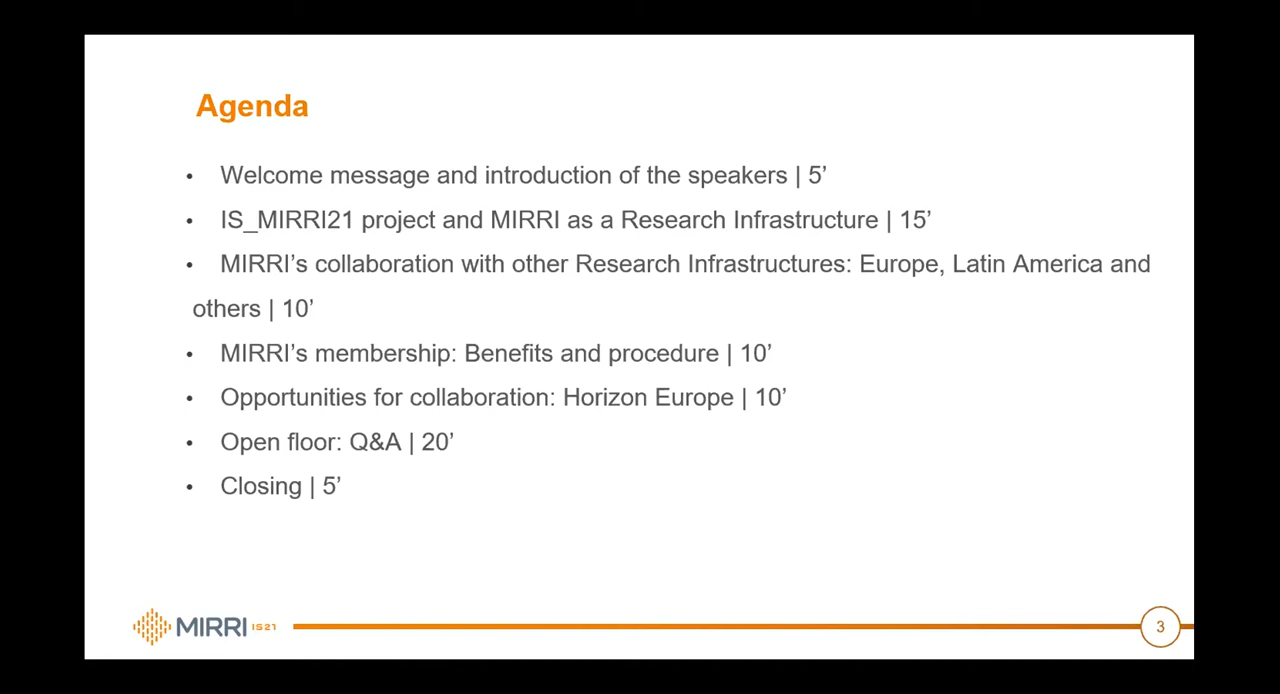 Agenda
• Welcome message and introduction of the speakers | 5’
• IS_MIRRI21 project and MIRRI as a Research Infrastructure | 15’
• MIRRI’s collaboration with other Research Infrastructures: Europe, Latin America and
others | 10’
• MIRRI’s membership: Benefits and procedure | 10’
• Opportunities for collaboration: Horizon Europe | 10’
• Open floor: Q&A | 20’
• Closing | 5’
MIRRI IS21
3